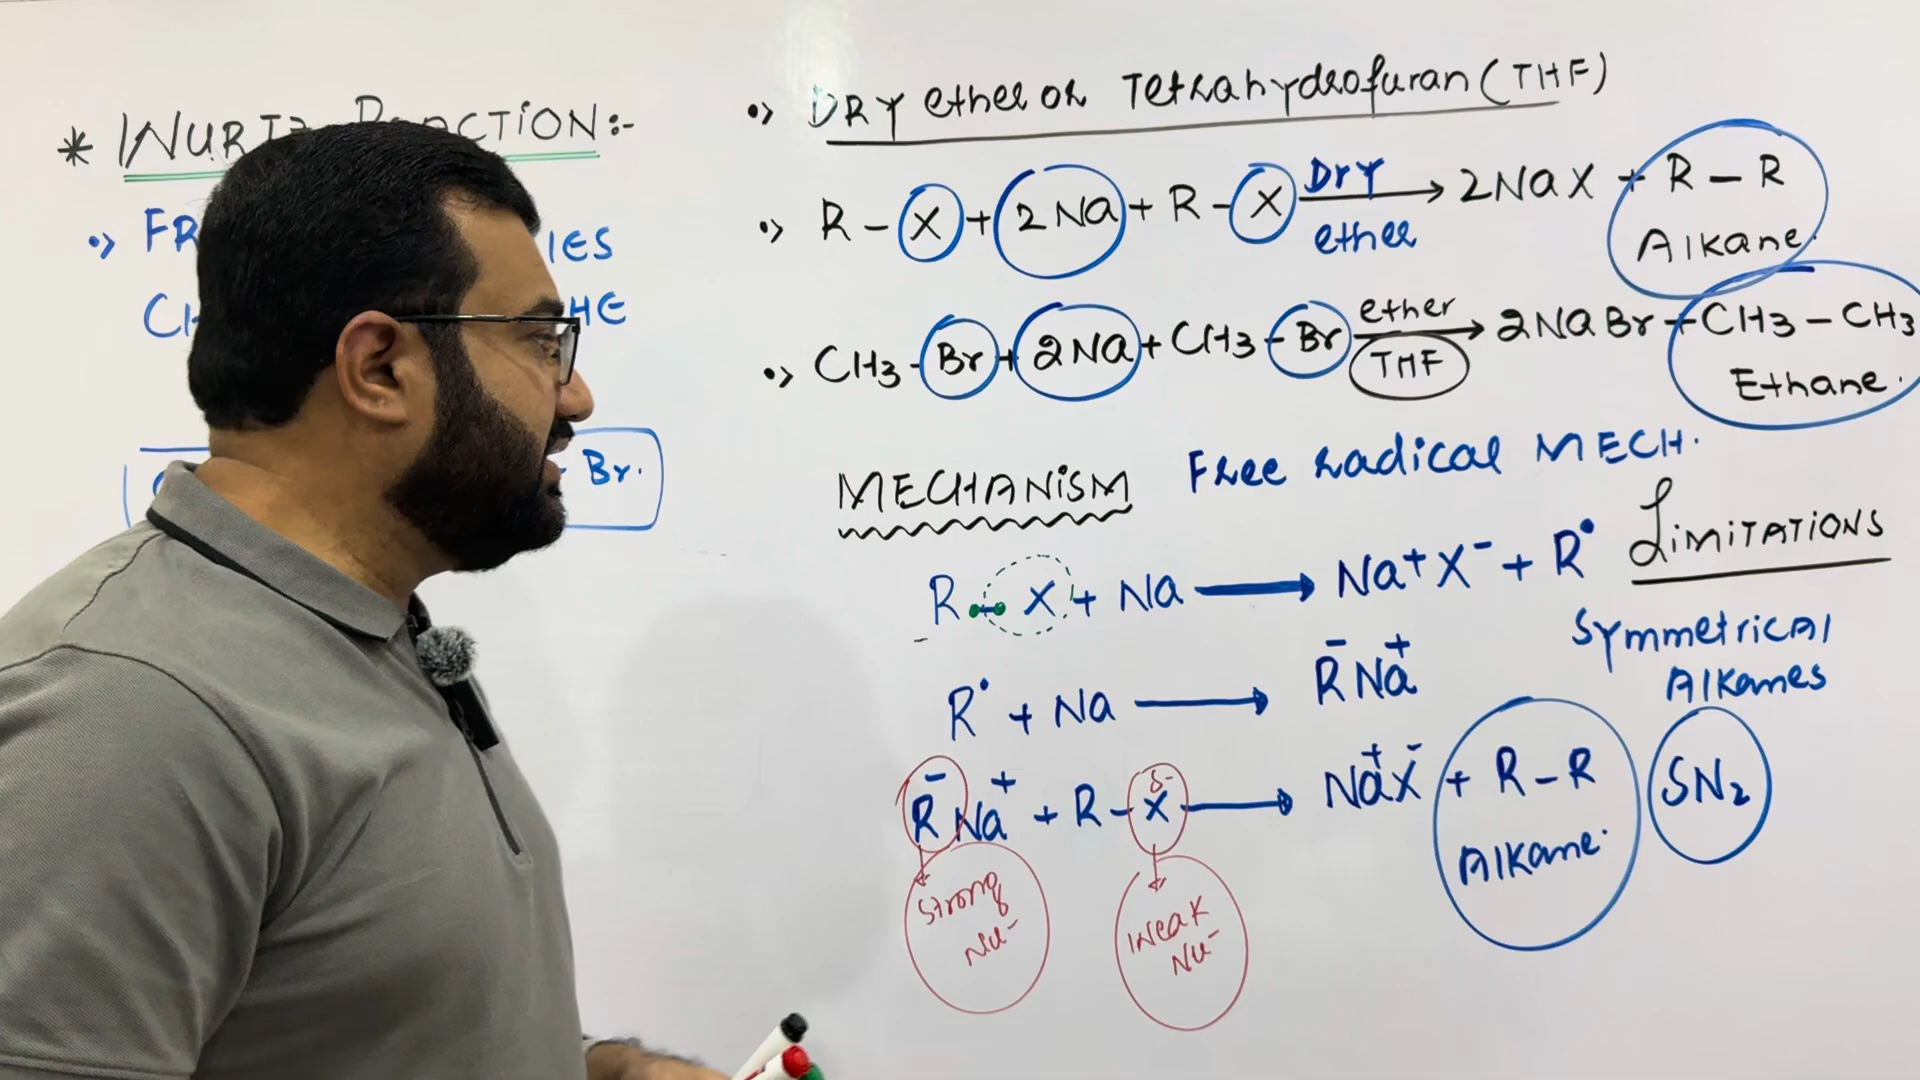 * WURTZ REACTION:-
IES
HE
Br.
•> DRY ether or Tetrahydrofuran (THF)
•> R - X + 2Na + R - X Dry ether → 2NaX + R - R
Alkane.
•> CH3 - Br + 2Na + CH3 - Br ether THF → 2NaBr + CH3 - CH3
Ethane.
MECHANiSM Free radical MECH.
LiMiTATiONS
R - X + Na → Na+ X- + R•
Symmetrical
Alkanes
R• + Na → R- Na+
R- Na+ + R - X δ- → Na+ X- + R - R SN2
Alkane.
Strong
Nu-
Weak
Nu-